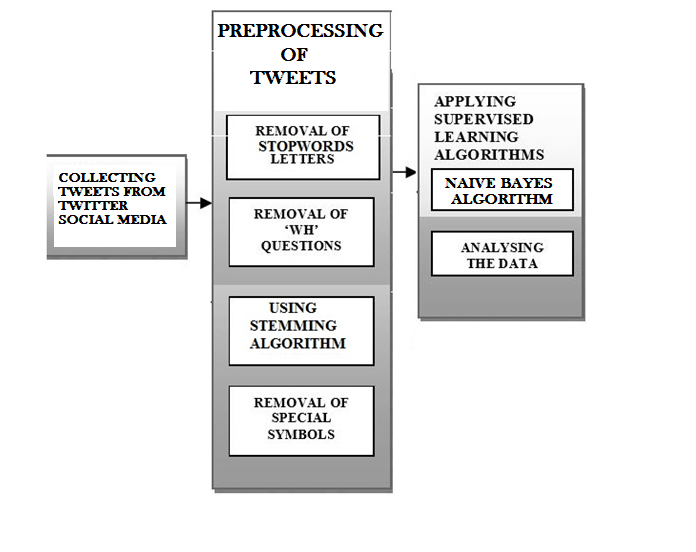 COLLECTING
TWEETS FROM
TWITTER
SOCIAL MEDIA
PREPROCESSING
OF
TWEETS
REMOVAL OF
STOPWORDS
LETTERS
REMOVAL OF
‘WH’
QUESTIONS
USING
STEMMING
ALGORITHM
REMOVAL OF
SPECIAL
SYMBOLS
APPLYING
SUPERVISED
LEARNING
ALGORITHMS
NAIVE BAYES
ALGORITHM
ANALYSING
THE DATA